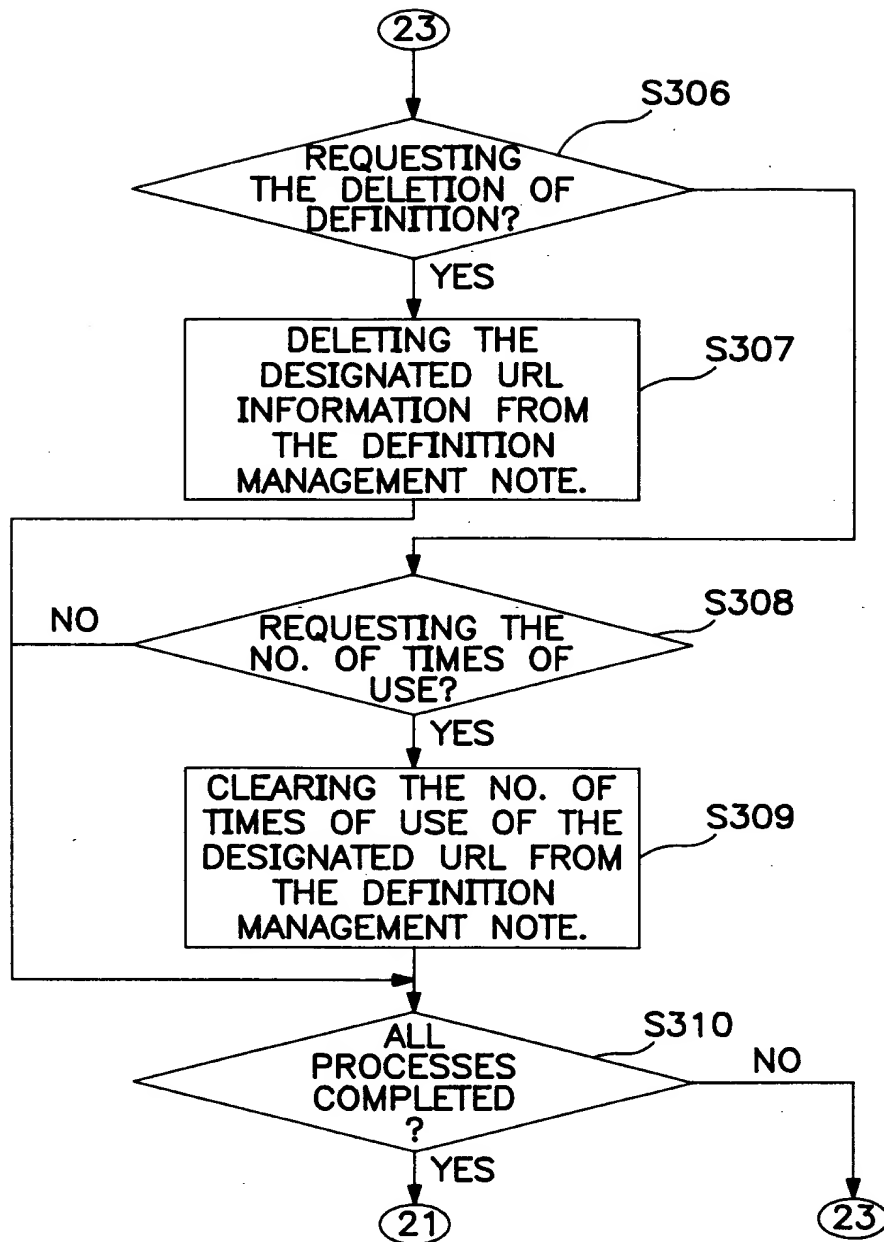 23
S306
REQUESTING
THE DELETION OF
DEFINITION?
YES
S307
DELETING THE
DESIGNATED URL
INFORMATION FROM
THE DEFINITION
MANAGEMENT NOTE.
NO
S308
REQUESTING THE
NO. OF TIMES OF
USE?
YES
S309
CLEARING THE NO. OF
TIMES OF USE OF THE
DESIGNATED URL FROM
THE DEFINITION
MANAGEMENT NOTE.
S310
ALL
PROCESSES
COMPLETED
?
NO
YES
21
23